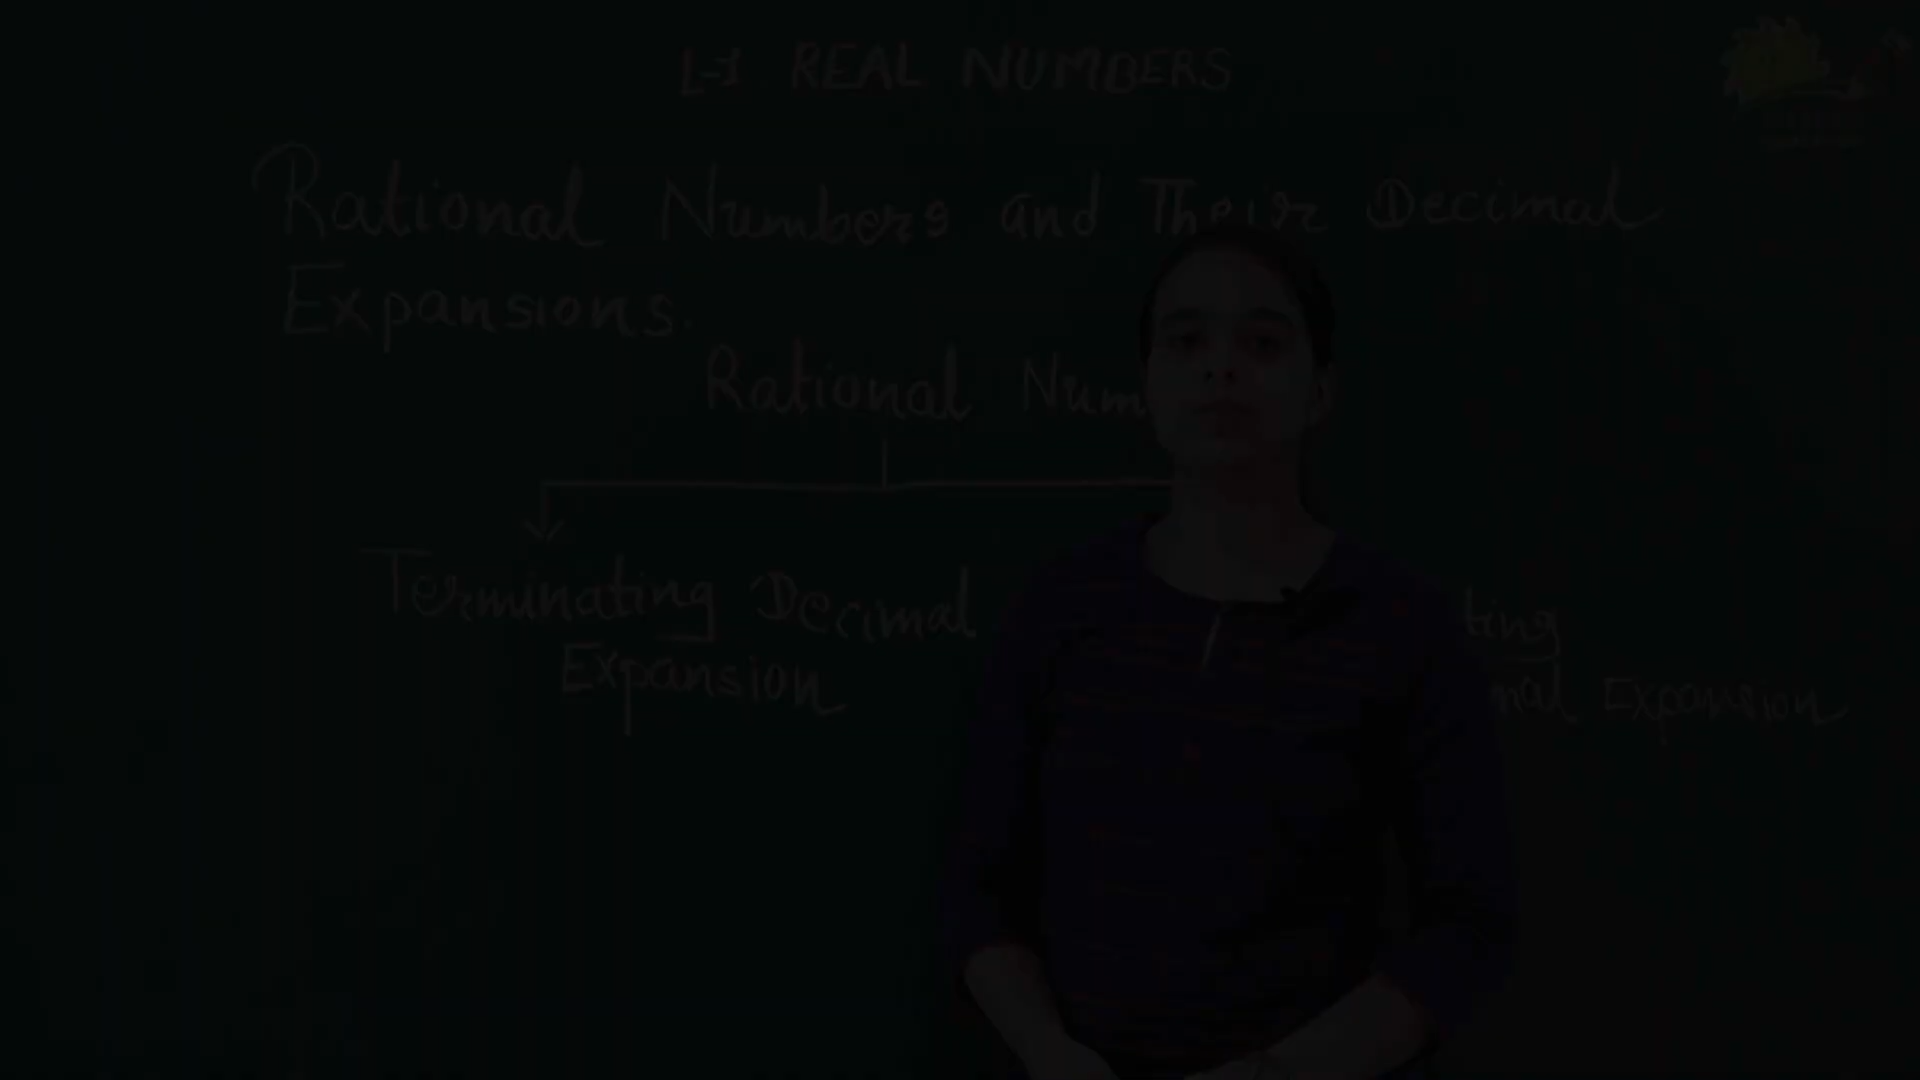 L-1 REAL NUMBERS
Rational Numbers and Their Decimal
Expansions.
Rational Num
Terminating Decimal
Expansion
ting
nal Expansion